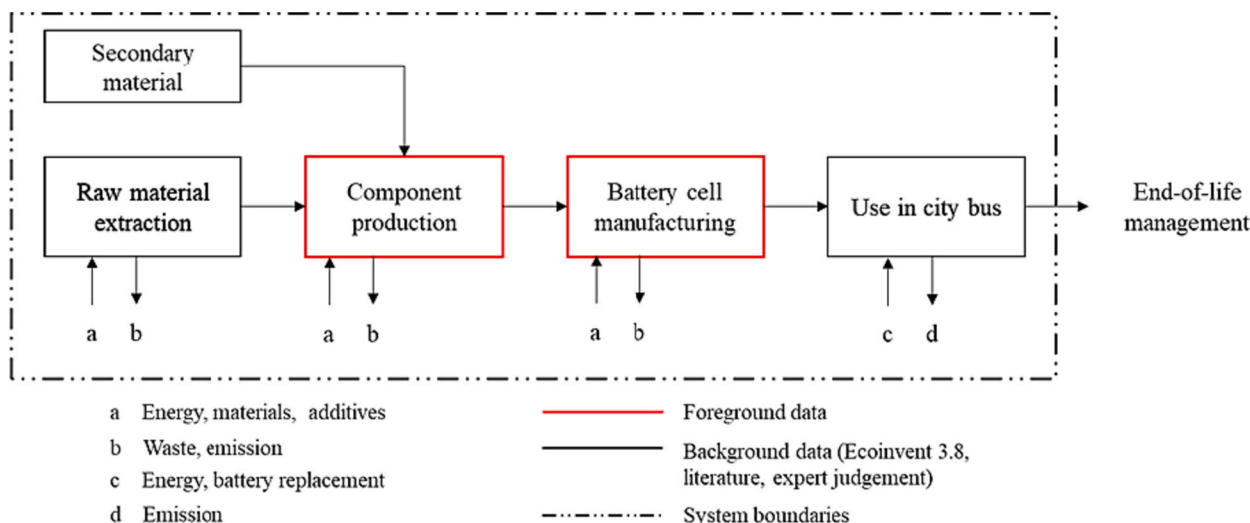 Secondary
material
Raw material
extraction
Component
production
Battery cell
manufacturing
Use in city bus
End-of-life
management
a b
a b
a b
c d
a Energy, materials, additives
b Waste, emission
c Energy, battery replacement
d Emission
Foreground data
Background data (Ecoinvent 3.8,
literature, expert judgement)
System boundaries